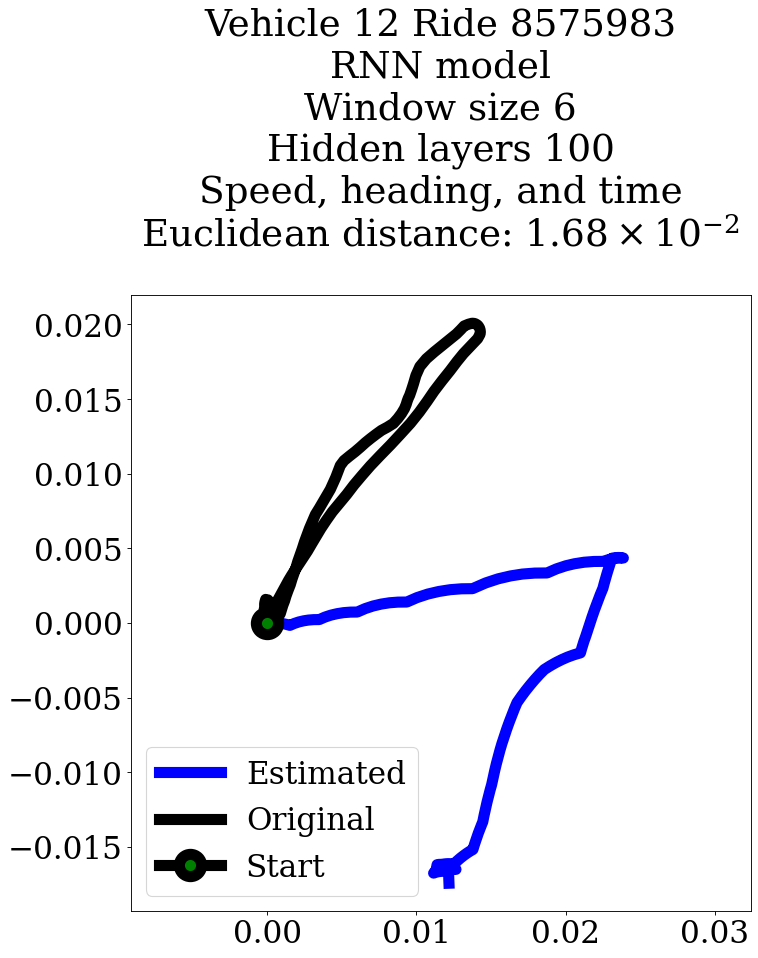 Vehicle 12 Ride 8575983
RNN model
Window size 6
Hidden layers 100
Speed, heading, and time
Euclidean distance: 1.68 × 10⁻²
0.020
0.015
0.010
0.005
0.000
−0.005
−0.010
−0.015
Estimated
Original
Start
0.00 0.01 0.02 0.03